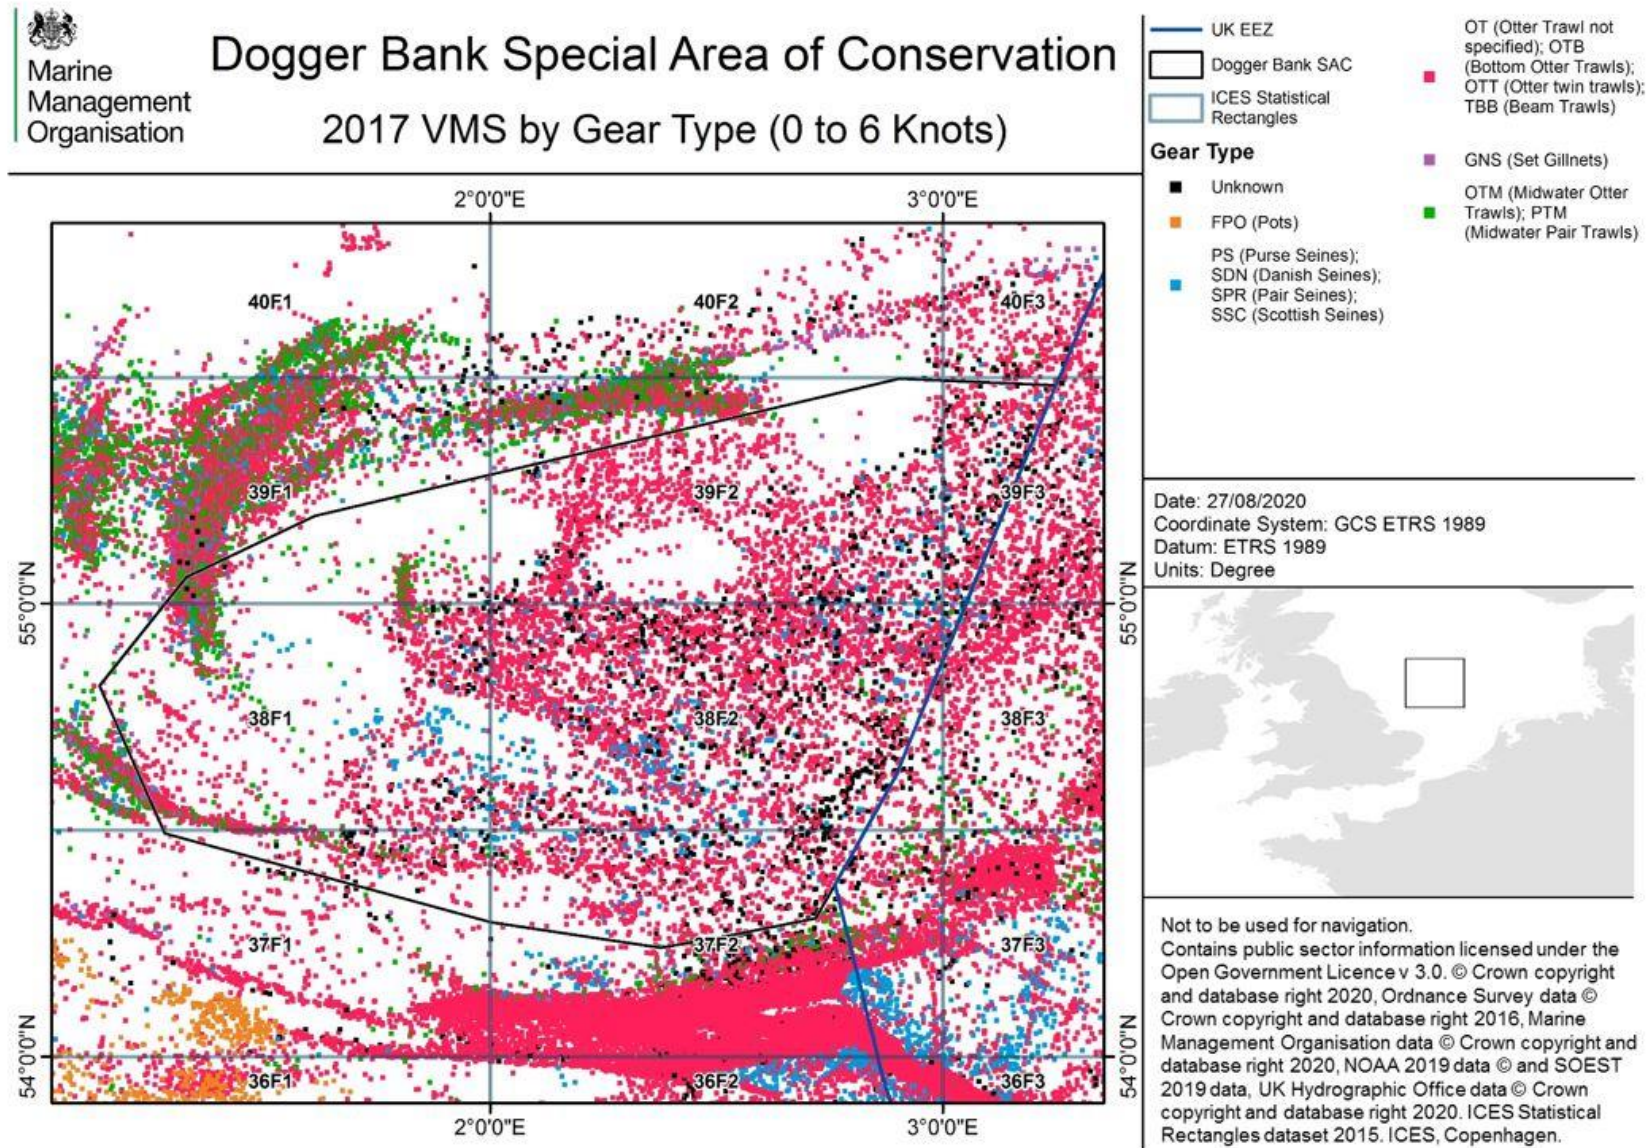 Marine
Management
Organisation
Dogger Bank Special Area of Conservation
2017 VMS by Gear Type (0 to 6 Knots)
UK EEZ
Dogger Bank SAC
ICES Statistical
Rectangles
Gear Type
Unknown
FPO (Pots)
PS (Purse Seines);
SDN (Danish Seines);
SPR (Pair Seines);
SSC (Scottish Seines)
OT (Otter Trawl not
specified); OTB
(Bottom Otter Trawls);
OTT (Otter twin trawls);
TBB (Beam Trawls)
GNS (Set Gillnets)
OTM (Midwater Otter
Trawls); PTM
(Midwater Pair Trawls)
2°0'0"E
3°0'0"E
40F1
40F2
40F3
39F1
39F2
39F3
55°0'0"N
55°0'0"N
38F1
38F2
38F3
37F1
37F2
37F3
54°0'0"N
54°0'0"N
36F1
36F2
36F3
2°0'0"E
3°0'0"E
Date: 27/08/2020
Coordinate System: GCS ETRS 1989
Datum: ETRS 1989
Units: Degree
Not to be used for navigation.
Contains public sector information licensed under the
Open Government Licence v 3.0. © Crown copyright
and database right 2020, Ordnance Survey data ©
Crown copyright and database right 2016, Marine
Management Organisation data © Crown copyright and
database right 2020, NOAA 2019 data © and SOEST
2019 data, UK Hydrographic Office data © Crown
copyright and database right 2020. ICES Statistical
Rectangles dataset 2015. ICES, Copenhagen.